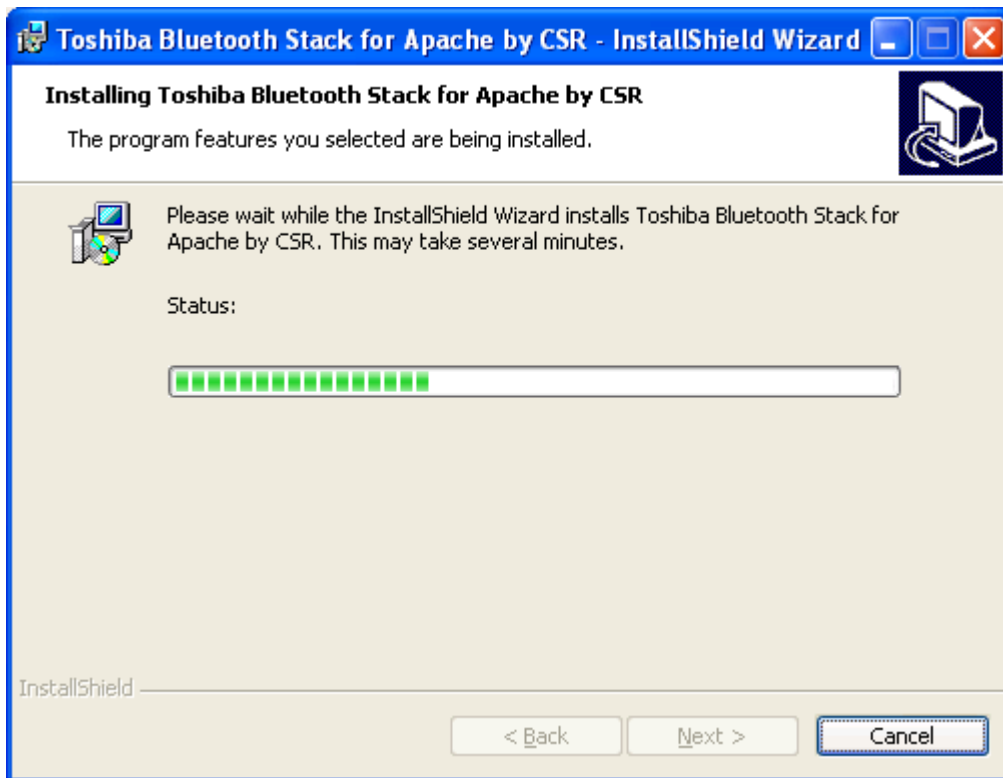 Toshiba Bluetooth Stack for Apache by CSR - InstallShield Wizard
Installing Toshiba Bluetooth Stack for Apache by CSR
The program features you selected are being installed.
Please wait while the InstallShield Wizard installs Toshiba Bluetooth Stack for
Apache by CSR. This may take several minutes.
Status:
InstallShield
< Back Next > Cancel